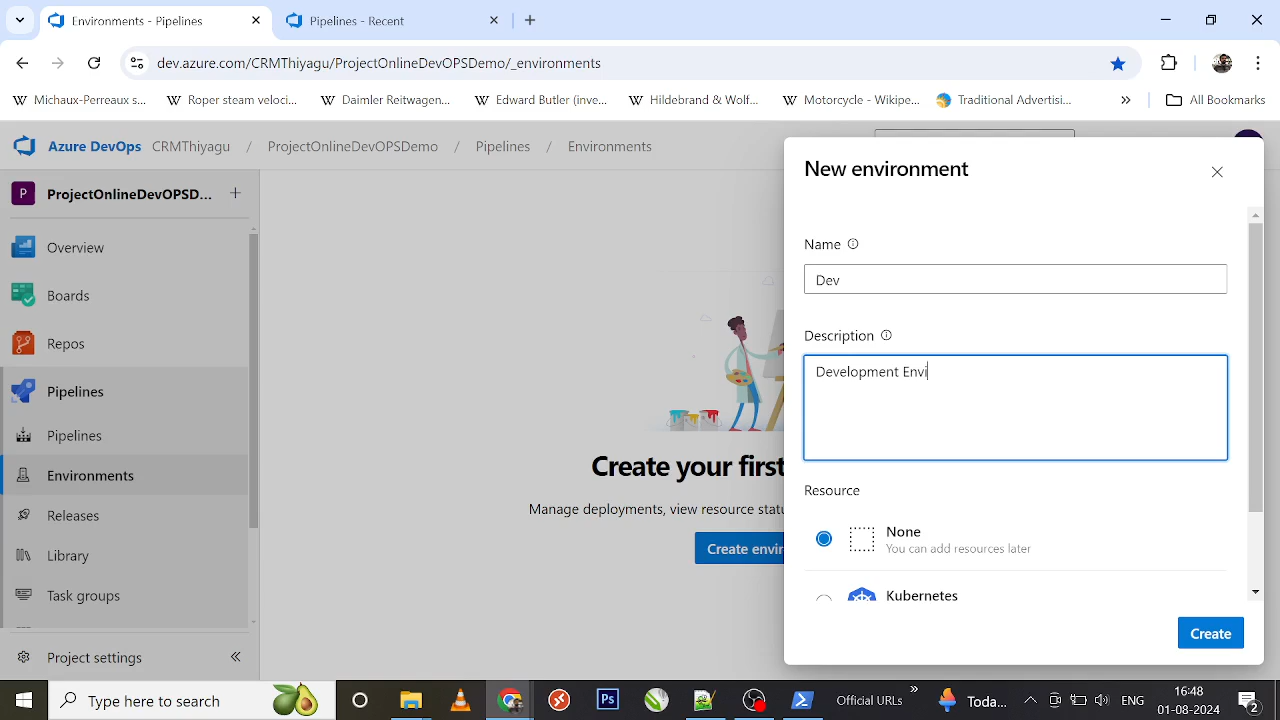 Environments - Pipelines
Pipelines - Recent
dev.azure.com/CRMThiyagu/ProjectOnlineDevOPSDemo/_environments
Michaux-Perreaux s...
Roper steam veloci...
Daimler Reitwagen...
Edward Butler (inve...
Hildebrand & Wolf...
Motorcycle - Wikipe...
Traditional Advertisi...
All Bookmarks
Azure DevOps CRMThiyagu / ProjectOnlineDevOPSDemo / Pipelines / Environments
P ProjectOnlineDevOPSD...
Overview
Boards
Repos
Pipelines
Pipelines
Environments
Releases
Library
Task groups
Project settings
Create your first
Manage deployments, view resource statu
Create envir
New environment
Name
Dev
Description
Development Envi
Resource
None
You can add resources later
Kubernetes
Create
Type here to search
Ps
Official URLs
Toda...
ENG
16:48
01-08-2024
2